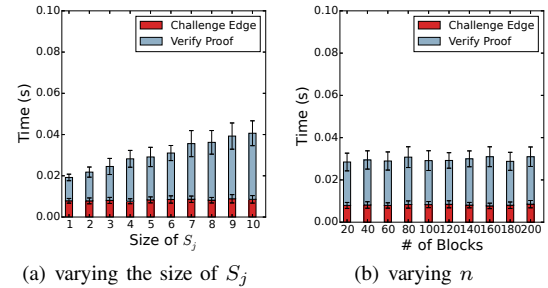 0.10
0.08
0.06
0.04
0.02
0.00
Time (s)
Challenge Edge
Verify Proof
1 2 3 4 5 6 7 8 9 10
Size of S_j
(a) varying the size of S_j
0.10
0.08
0.06
0.04
0.02
0.00
Time (s)
Challenge Edge
Verify Proof
20 40 60 80 100 120 140 160 180 200
# of Blocks
(b) varying n